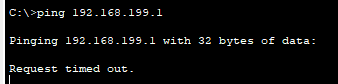 C:\>ping 192.168.199.1
Pinging 192.168.199.1 with 32 bytes of data:
Request timed out.